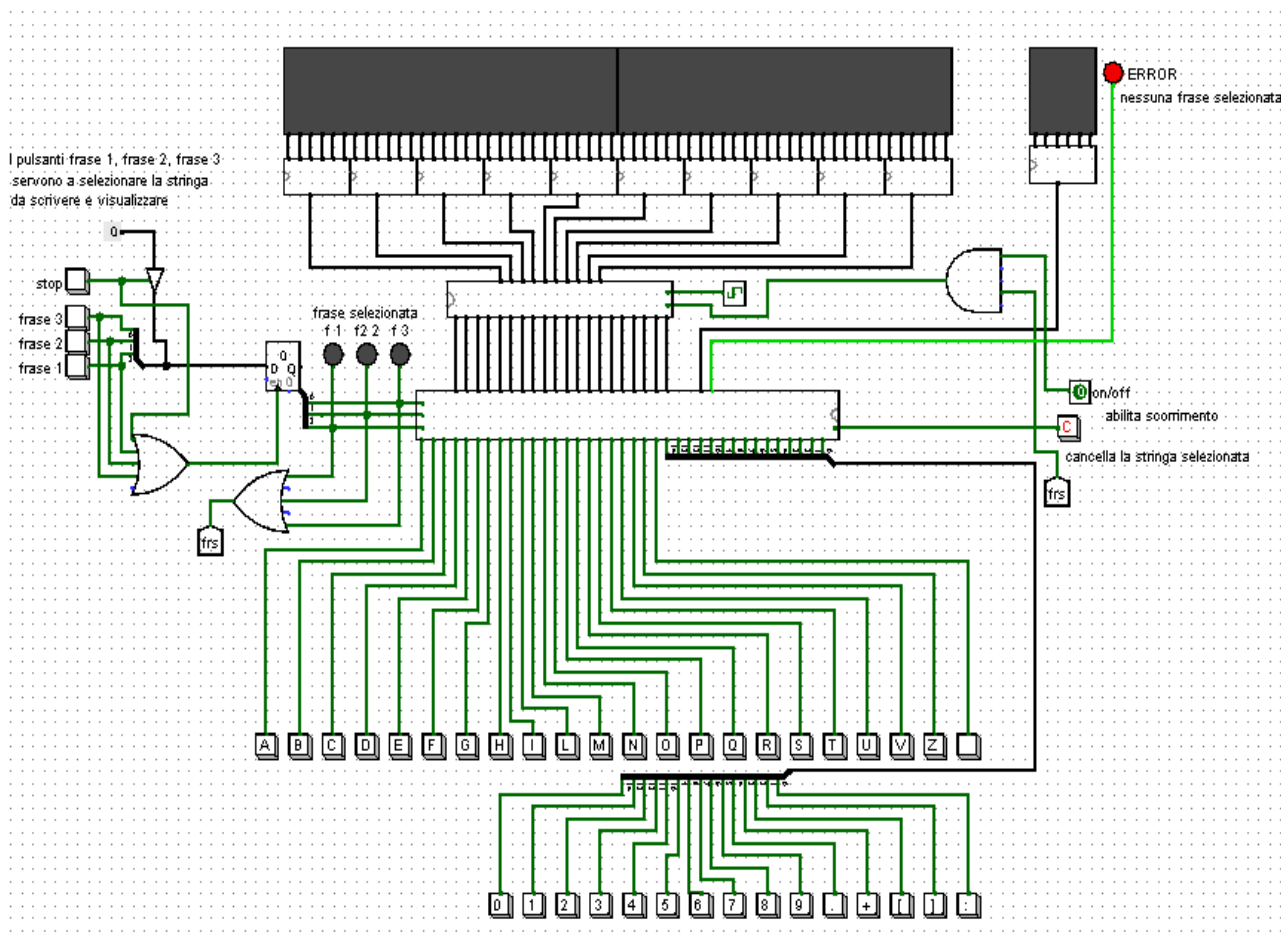 ERROR
nessuna frase selezionata
I pulsanti frase 1, frase 2, frase 3
servono a selezionare la stringa
da scrivere e visualizzare
0
stop
frase 3
frase 2
frase 1
frase selezionata
f 1 f2 2 f 3
Q
D Q
en 0
on/off
abilita scorrimento
C
cancella la stringa selezionata
frs
frs
A B C D E F G H I L M N O P Q R S T U V Z
0 1 2 3 4 5 6 7 8 9 . + [ ] :